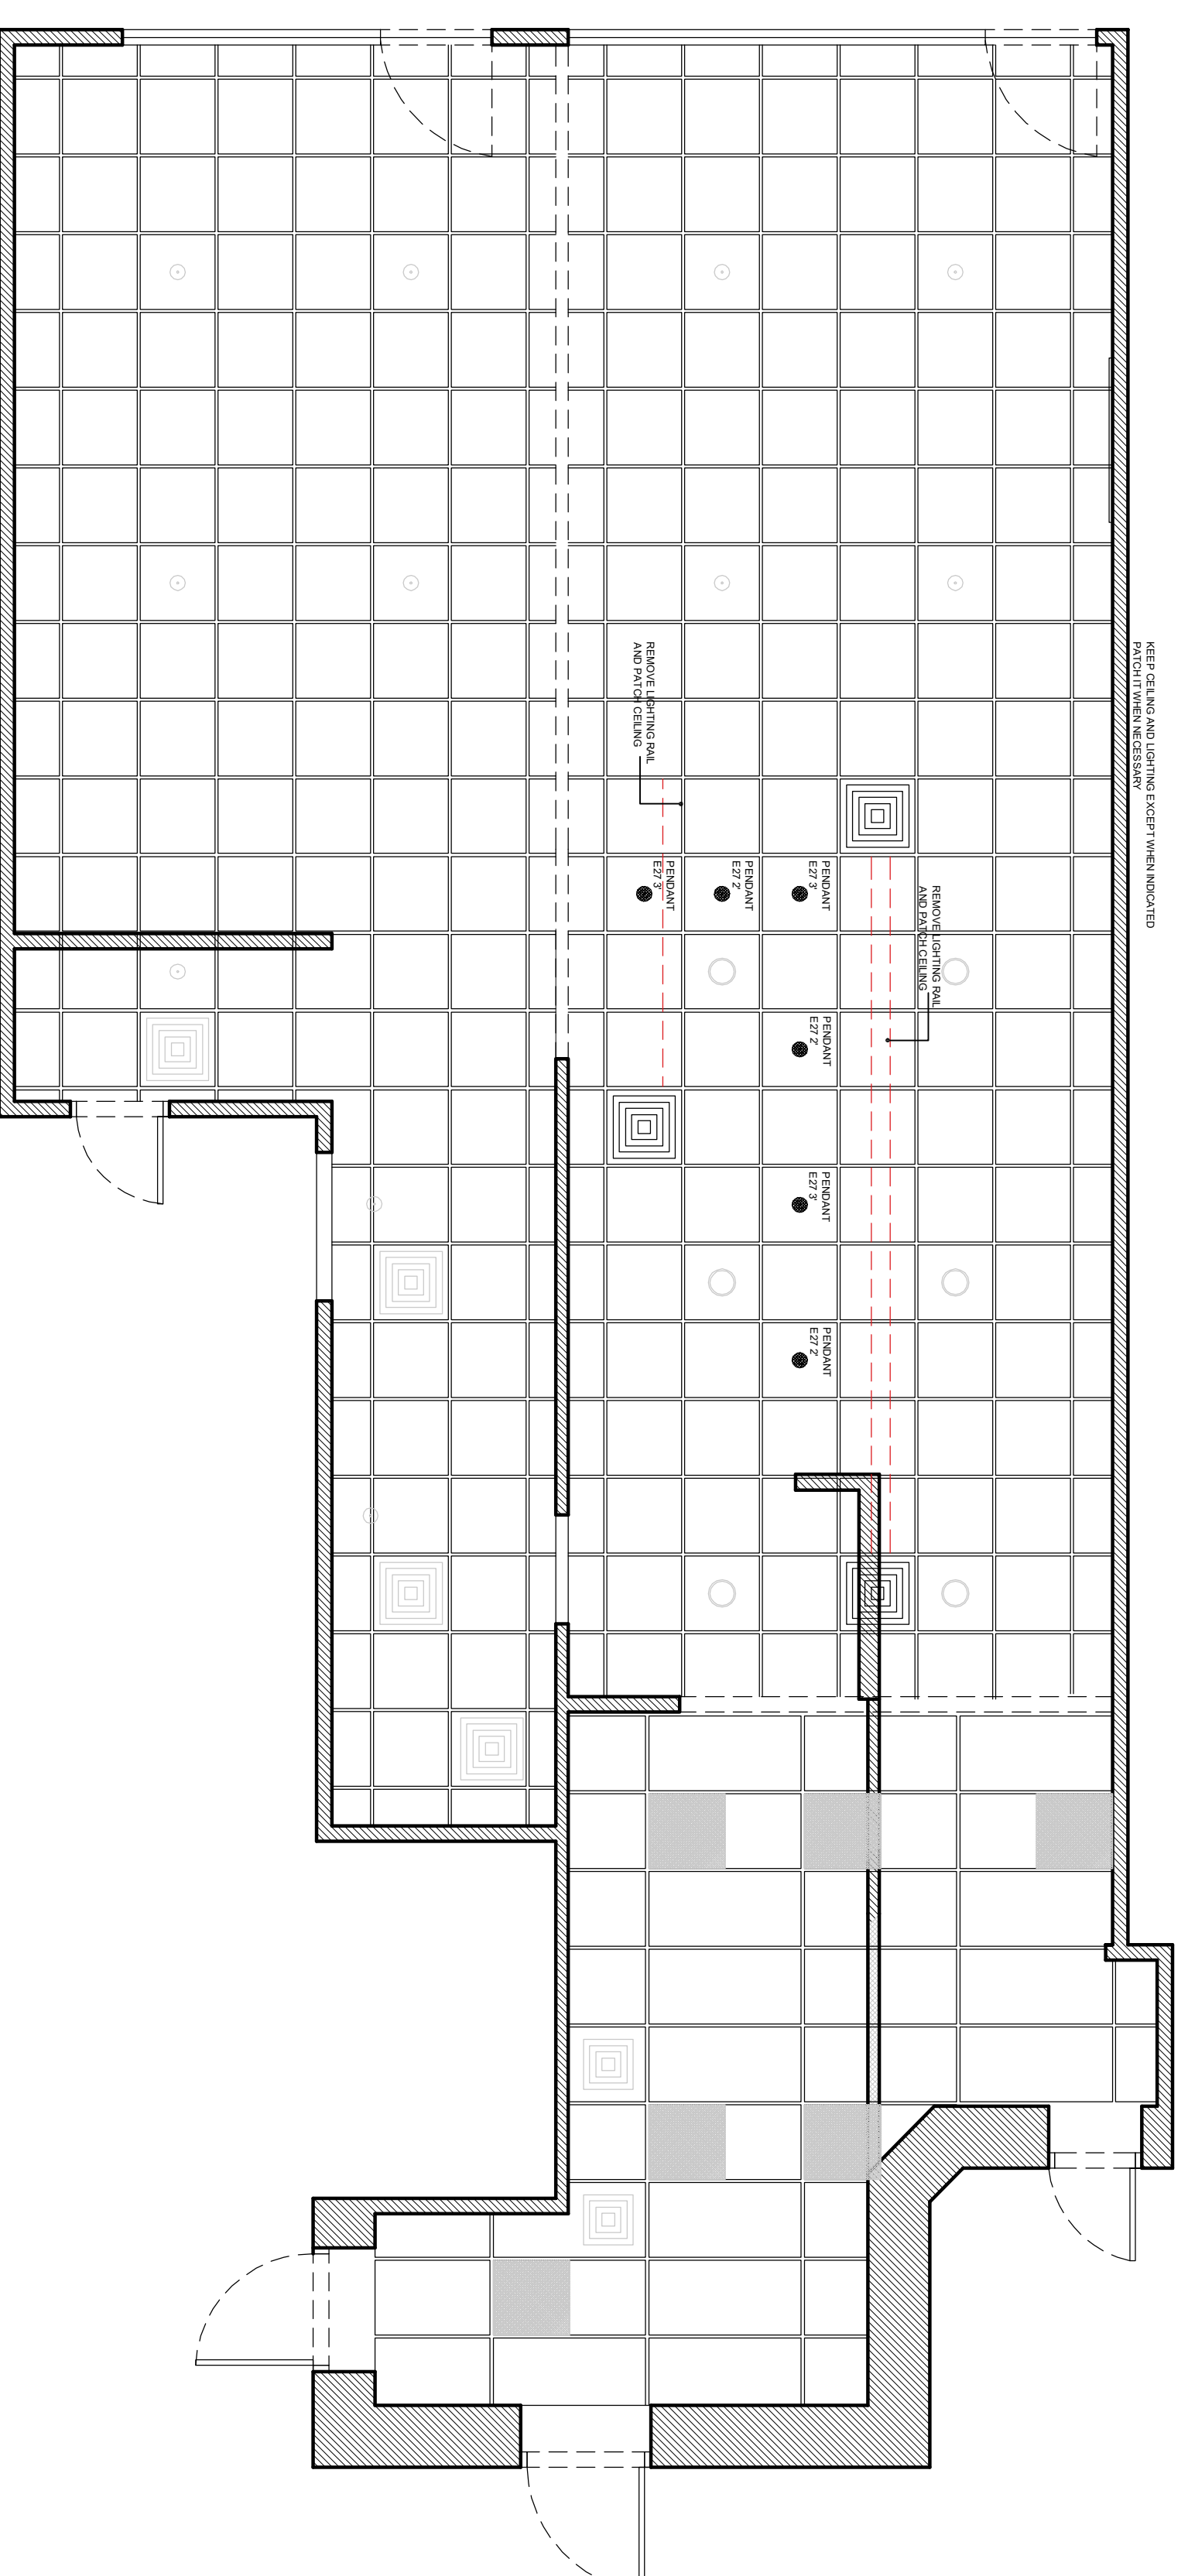 KEEP CEILING AND LIGHTING EXCEPT WHEN INDICATED
PATCH IT WHEN NECESSARY
REMOVE LIGHTING RAIL
AND PATCH CEILING
PENDANT
E27 3'
PENDANT
E27 2'
PENDANT
E27 3'
REMOVE LIGHTING RAIL
AND PATCH CEILING
PENDANT
E27 2'
PENDANT
E27 3'
PENDANT
E27 2'